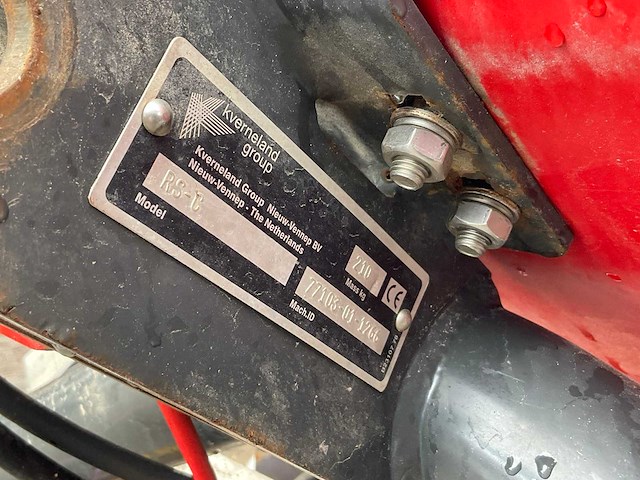 kverneland
group
Kverneland Group Nieuw-Vennep BV
Nieuw-Vennep - The Netherlands
RS-C
Model
210
Mass kg
CE
Mach.ID